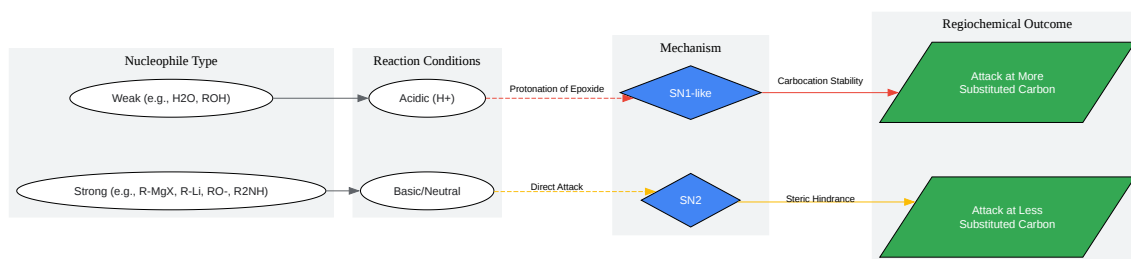 Regiochemical Outcome
Mechanism
Nucleophile Type
Reaction Conditions
Weak (e.g., H2O, ROH)
Acidic (H+)
Protonation of Epoxide
SN1-like
Carbocation Stability
Attack at More
Substituted Carbon
Strong (e.g., R-MgX, R-Li, RO-, R2NH)
Basic/Neutral
Direct Attack
SN2
Steric Hindrance
Attack at Less
Substituted Carbon